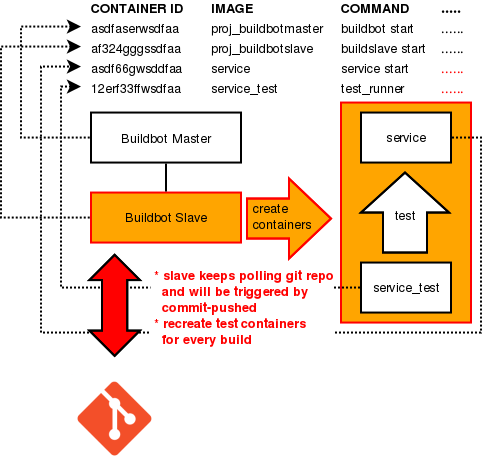 CONTAINER ID IMAGE COMMAND .....
asdfaserwsdfaa proj_buildbotmaster buildbot start ......
af324gggssdfaa proj_buildbotslave buildslave start ......
asdf66gwsddfaa service service start ......
12erf33ffwsdfaa service_test test_runner ......
Buildbot Master
service
Buildbot Slave
create
containers
test
* slave keeps polling git repo
and will be triggered by
commit-pushed
* recreate test containers
for every build
service_test